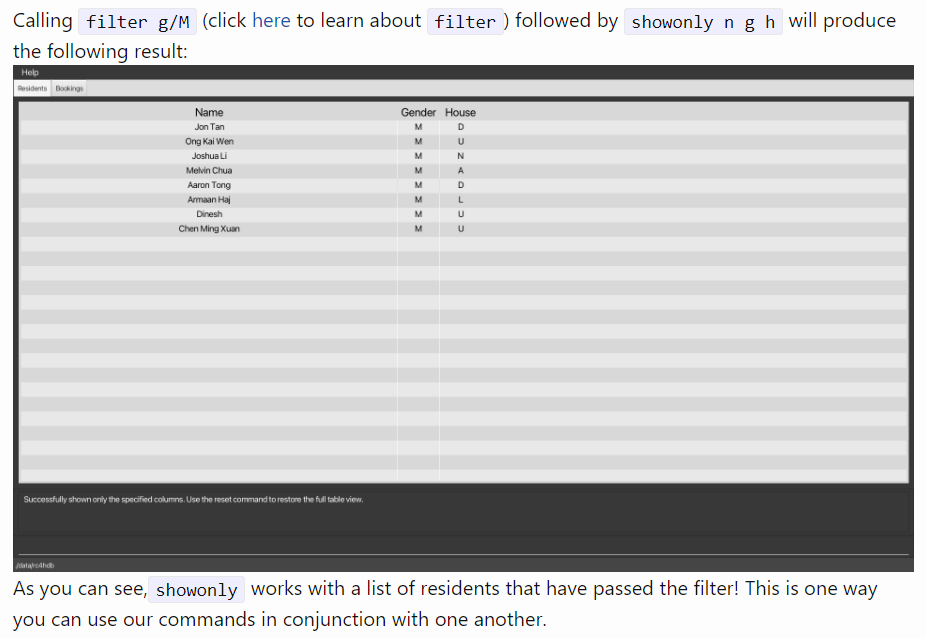 Calling filter g/M (click here to learn about filter ) followed by showonly n g h will produce
the following result:
Help
Residents Bookings
Name Gender House
Jon Tan M D
Ong Kai Wen M U
Joshua Li M N
Melvin Chua M A
Aaron Tong M D
Armaan Haj M L
Dinesh M U
Chen Ming Xuan M U
Successfully shown only the specified columns. Use the reset command to restore the full table view.
/data/rc4hdb
As you can see, showonly works with a list of residents that have passed the filter! This is one way
you can use our commands in conjunction with one another.